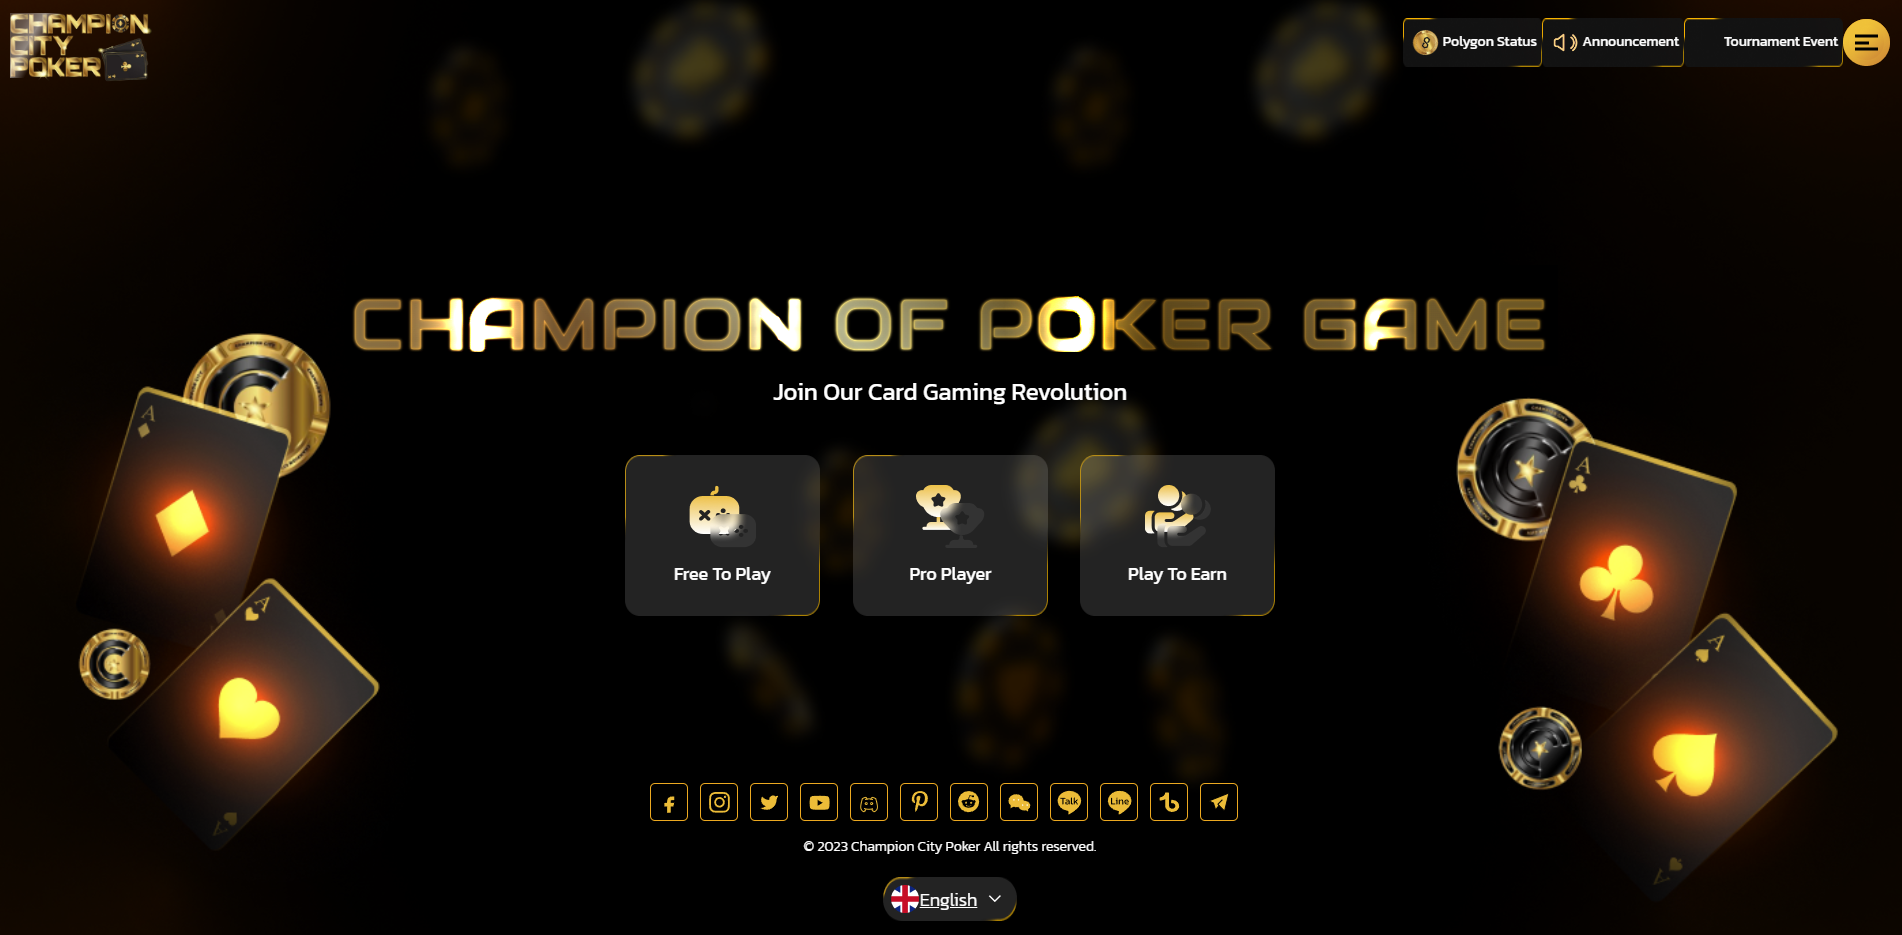 CHAMPION
CITY
POKER
Polygon Status
Announcement
Tournament Event
CHAMPION OF POKER GAME
Join Our Card Gaming Revolution
Free To Play
Pro Player
Play To Earn
A
A
A
A
A
A
A
Talk
Line
© 2023 Champion City Poker All rights reserved.
English